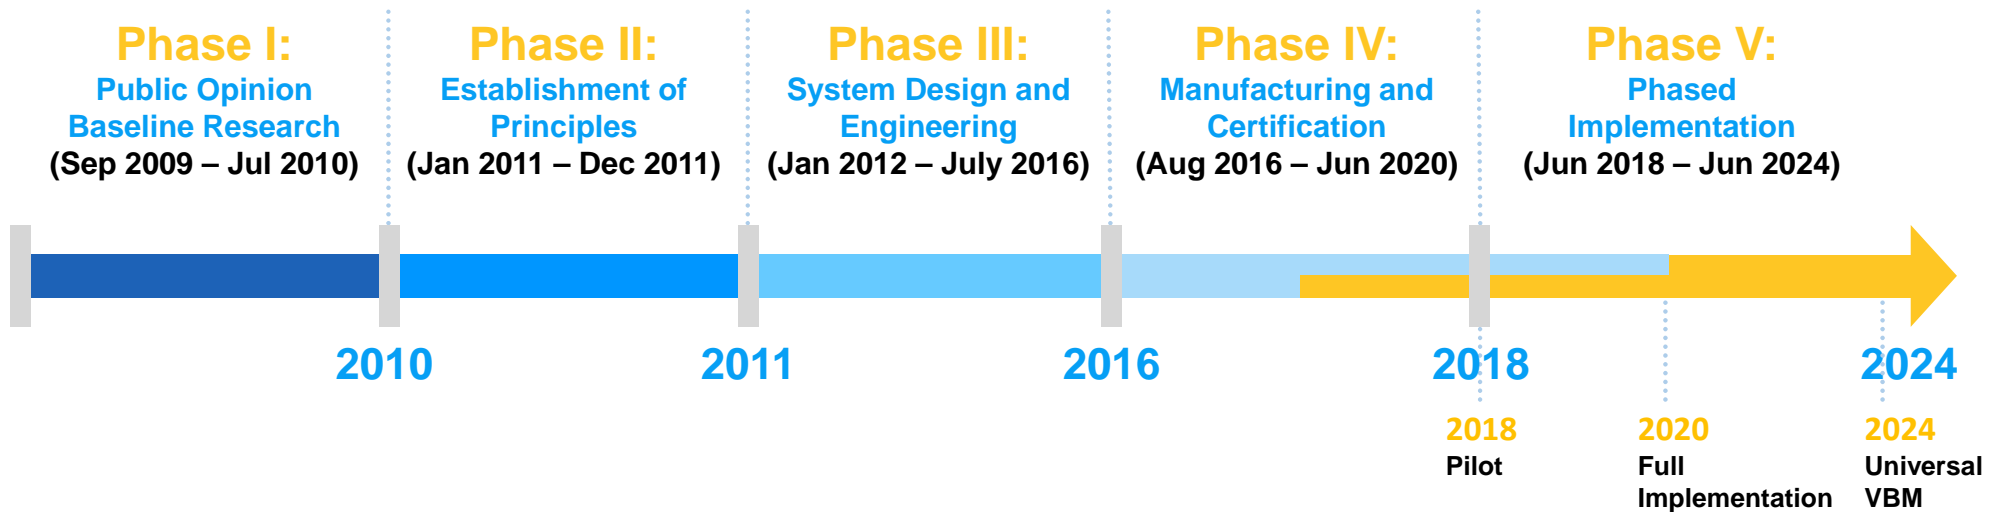 Phase I:
Public Opinion
Baseline Research
(Sep 2009 – Jul 2010)
Phase II:
Establishment of
Principles
(Jan 2011 – Dec 2011)
Phase III:
System Design and
Engineering
(Jan 2012 – July 2016)
Phase IV:
Manufacturing and
Certification
(Aug 2016 – Jun 2020)
Phase V:
Phased
Implementation
(Jun 2018 – Jun 2024)
2010
2011
2016
2018
2024
2018
Pilot
2020
Full
Implementation
2024
Universal
VBM